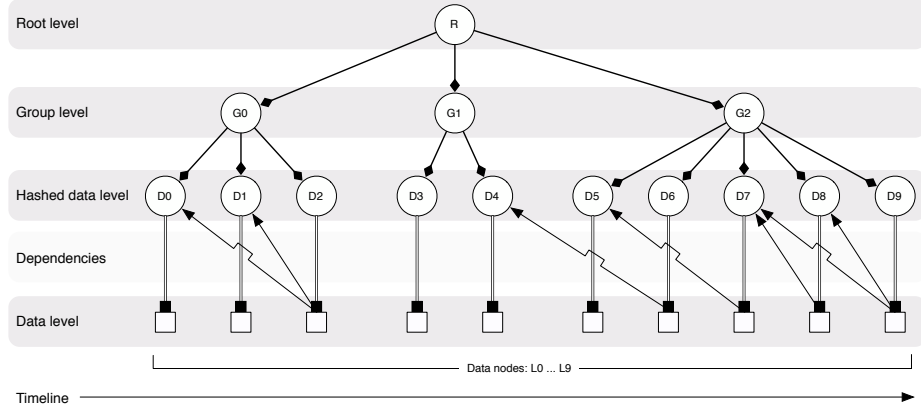 Root level
R
Group level
G0
G1
G2
Hashed data level
D0
D1
D2
D3
D4
D5
D6
D7
D8
D9
Dependencies
Data level
Data nodes: L0 ... L9
Timeline